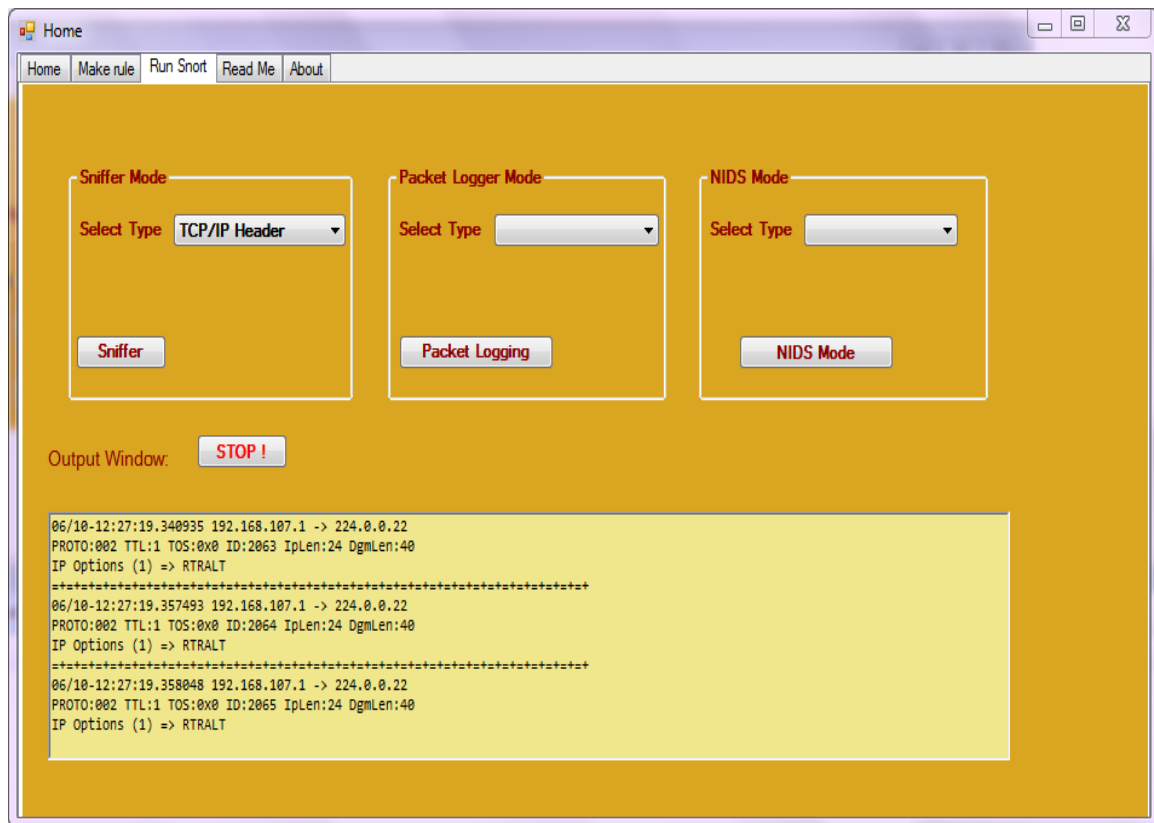 Home
Home Make rule Run Snort Read Me About
Sniffer Mode Packet Logger Mode NIDS Mode
Select Type TCP/IP Header Select Type Select Type
Sniffer Packet Logging NIDS Mode
Output Window: STOP !
06/10-12:27:19.340935 192.168.107.1 -> 224.0.0.22
PROTO:002 TTL:1 TOS:0x0 ID:2063 IpLen:24 DgmLen:40
IP Options (1) => RTRALT
=+=+=+=+=+=+=+=+=+=+=+=+=+=+=+=+=+=+=+=+=+=+=+=+=+=+=+=+=+=+=+=+=+=+=+=+=+
06/10-12:27:19.357493 192.168.107.1 -> 224.0.0.22
PROTO:002 TTL:1 TOS:0x0 ID:2064 IpLen:24 DgmLen:40
IP Options (1) => RTRALT
=+=+=+=+=+=+=+=+=+=+=+=+=+=+=+=+=+=+=+=+=+=+=+=+=+=+=+=+=+=+=+=+=+=+=+=+=+
06/10-12:27:19.358048 192.168.107.1 -> 224.0.0.22
PROTO:002 TTL:1 TOS:0x0 ID:2065 IpLen:24 DgmLen:40
IP Options (1) => RTRALT